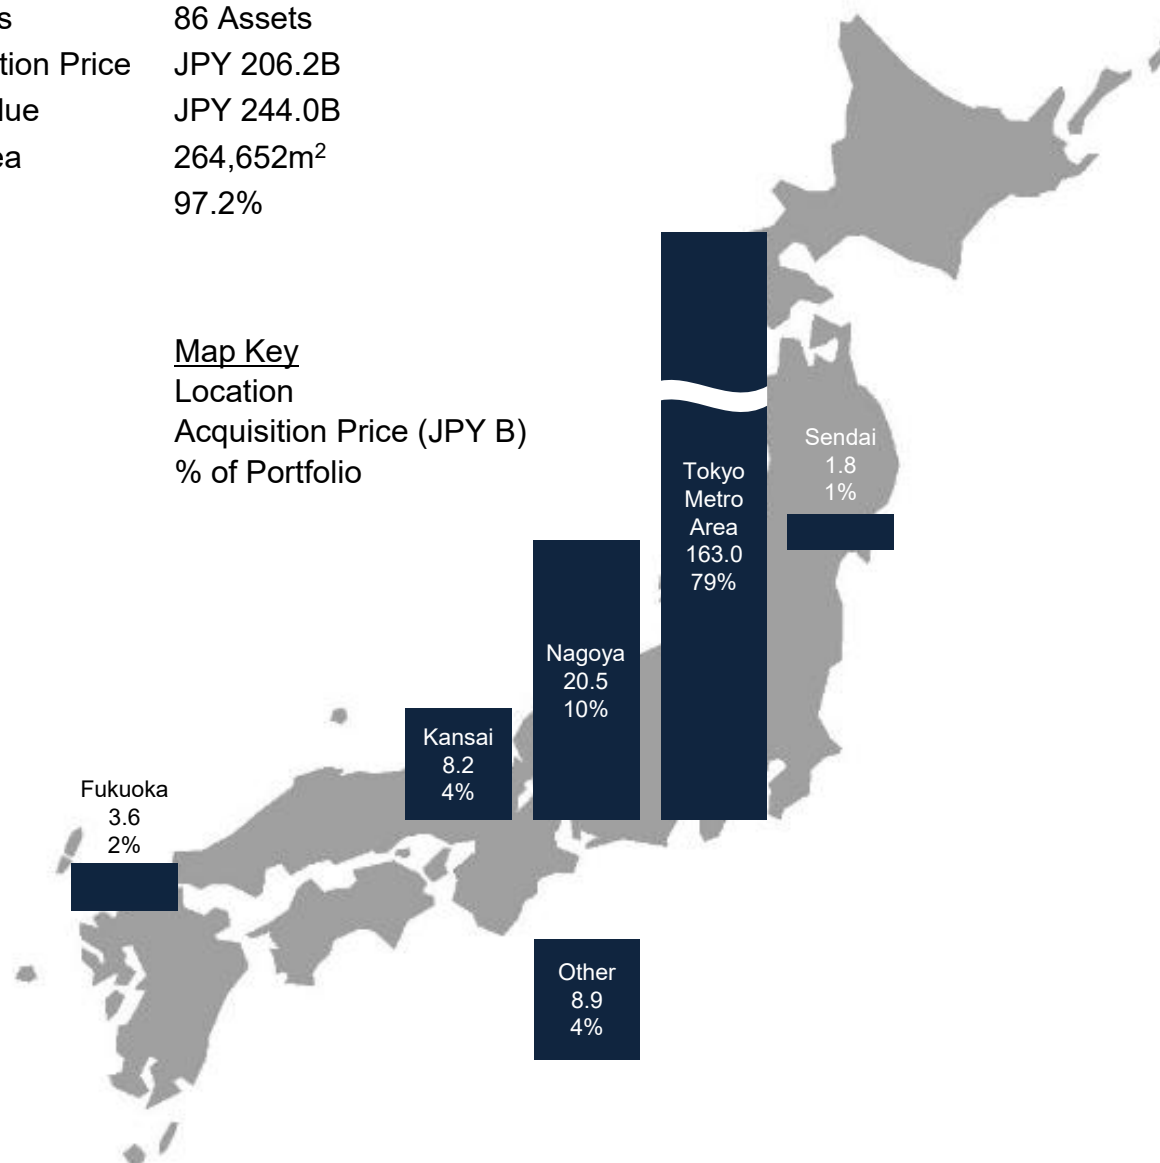 s 86 Assets
tion Price JPY 206.2B
lue JPY 244.0B
ea 264,652m²
97.2%
Map Key
Location
Acquisition Price (JPY B)
% of Portfolio
Sendai
1.8
1%
Tokyo
Metro
Area
163.0
79%
Nagoya
20.5
10%
Kansai
8.2
4%
Fukuoka
3.6
2%
Other
8.9
4%